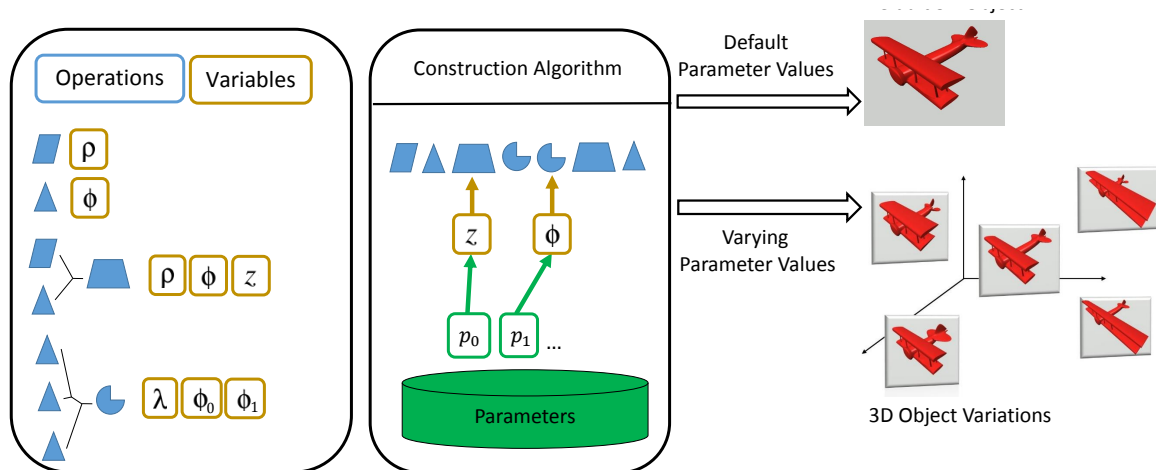 Operations Variables
ρ
ϕ
ρ ϕ z
λ ϕ₀ ϕ₁
Construction Algorithm
z ϕ
p₀ p₁ ...
Parameters
Default
Parameter Values
Varying
Parameter Values
3D Object Variations